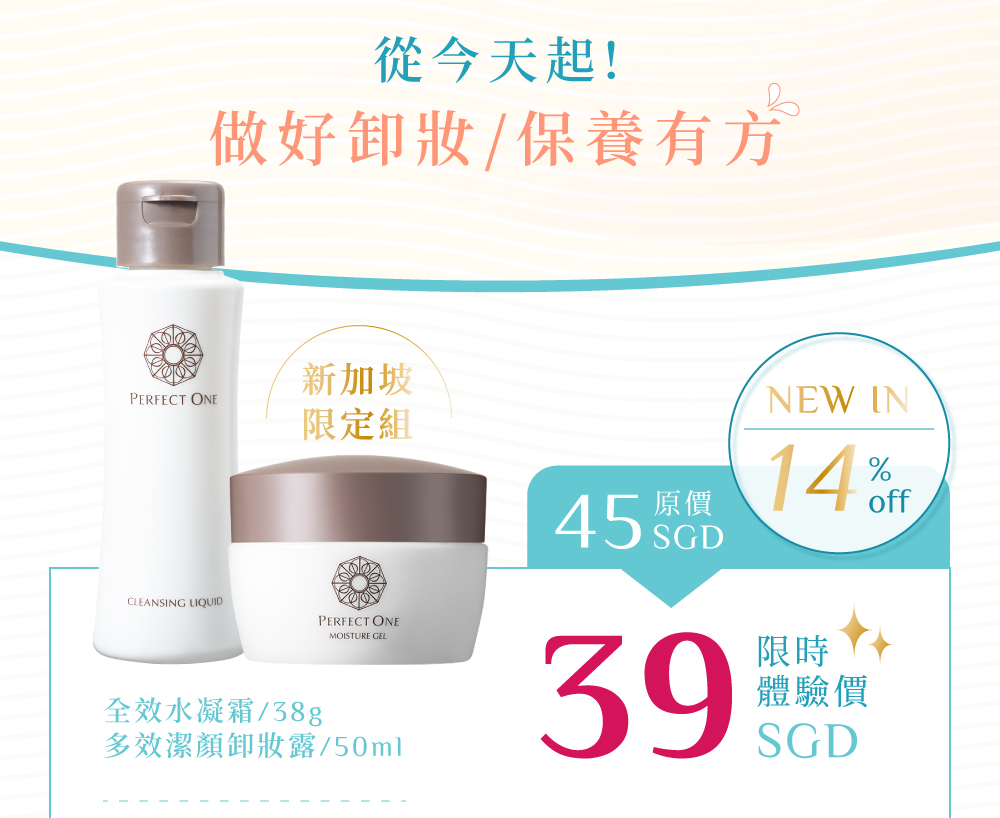 從今天起!
做好卸妝/保養有方
PERFECT ONE
CLEANSING LIQUID
新加坡
限定組
PERFECT ONE
MOISTURE GEL
NEW IN
14% off
45 原價 SGD
39 限時 體驗價 SGD
全效水凝霜/38g
多效潔顏卸妝露/50ml